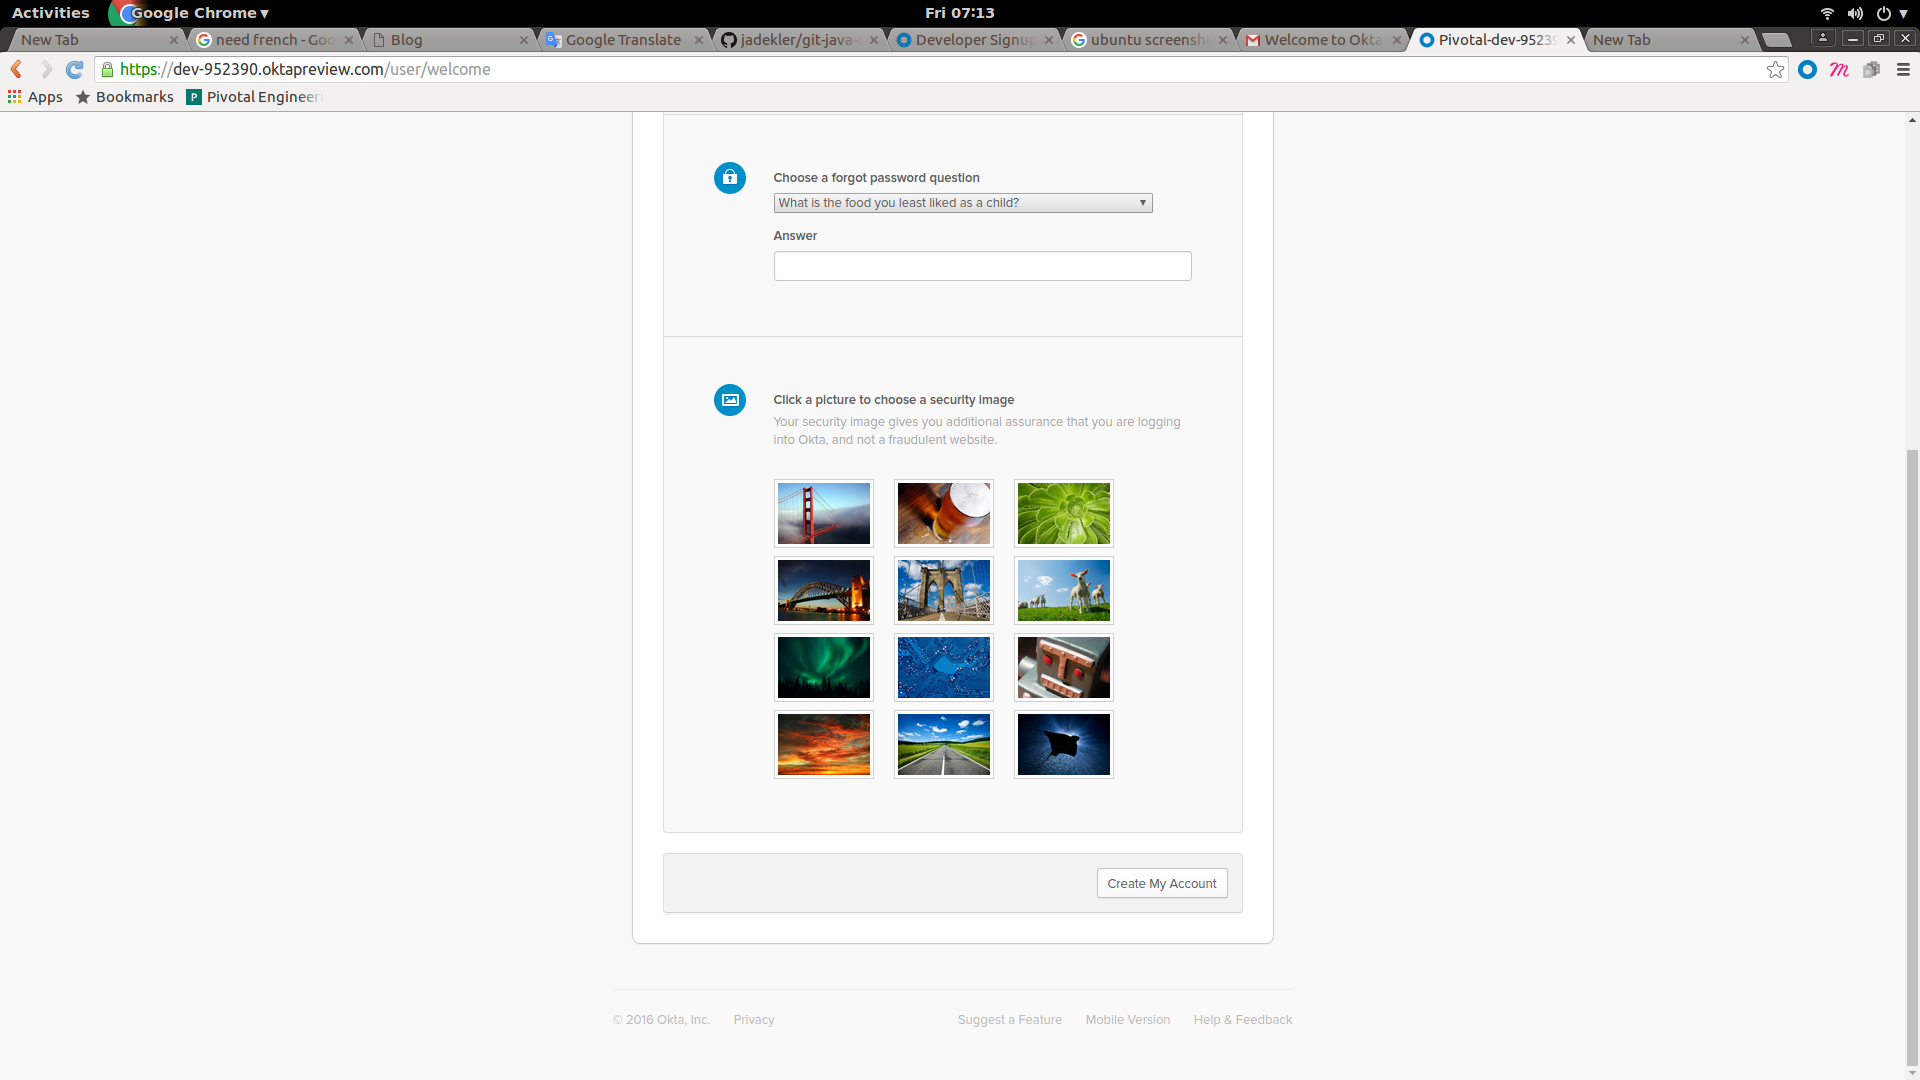 Activities
Google Chrome ▾
Fri 07:13
New Tab
need french - Goo
Blog
Google Translate
jadekler/git-java-
Developer Signup
ubuntu screensh
Welcome to Okta
Pivotal-dev-9523
New Tab
https://dev-952390.oktapreview.com/user/welcome
Apps
Bookmarks
P Pivotal Engineeri
Choose a forgot password question
What is the food you least liked as a child?
Answer
Click a picture to choose a security image
Your security image gives you additional assurance that you are logging
into Okta, and not a fraudulent website.
Create My Account
© 2016 Okta, Inc. Privacy Suggest a Feature Mobile Version Help & Feedback